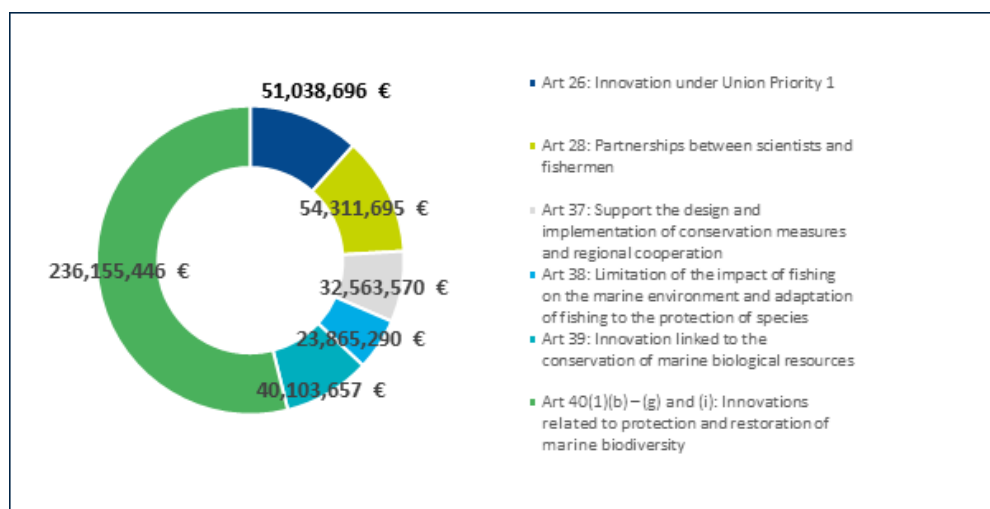 51,038,696 €
54,311,695 €
32,563,570 €
23,865,290 €
40,103,657 €
236,155,446 €
Art 26: Innovation under Union Priority 1
Art 28: Partnerships between scientists and
fishermen
Art 37: Support the design and
implementation of conservation measures
and regional cooperation
Art 38: Limitation of the impact of fishing
on the marine environment and adaptation
of fishing to the protection of species
Art 39: Innovation linked to the
conservation of marine biological resources
Art 40(1)(b) – (g) and (i): Innovations
related to protection and restoration of
marine biodiversity